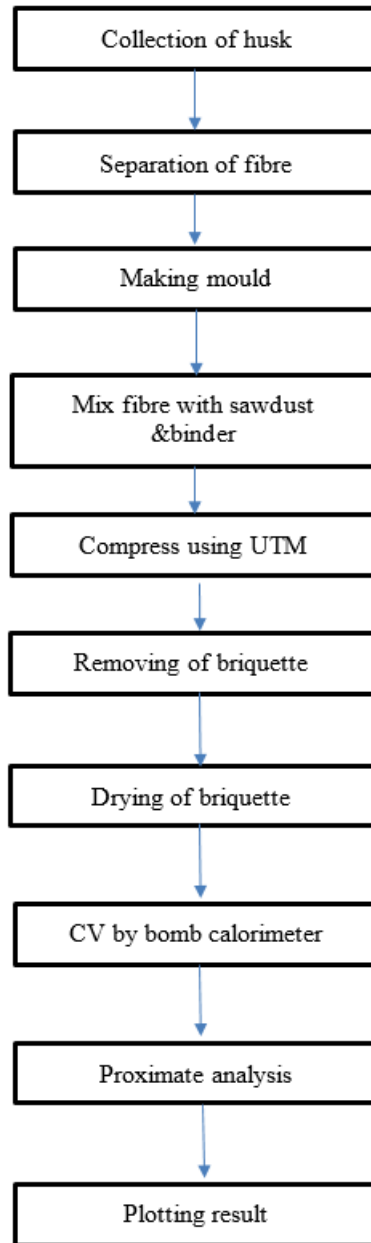 Collection of husk
Separation of fibre
Making mould
Mix fibre with sawdust
&binder
Compress using UTM
Removing of briquette
Drying of briquette
CV by bomb calorimeter
Proximate analysis
Plotting result